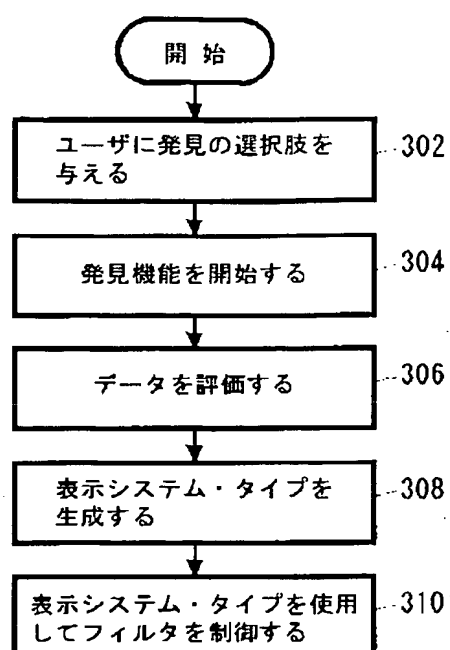 開始
ユーザに発見の選択肢を
与える
302
発見機能を開始する
304
データを評価する
306
表示システム・タイプを
生成する
308
表示システム・タイプを使用
してフィルタを制御する
310